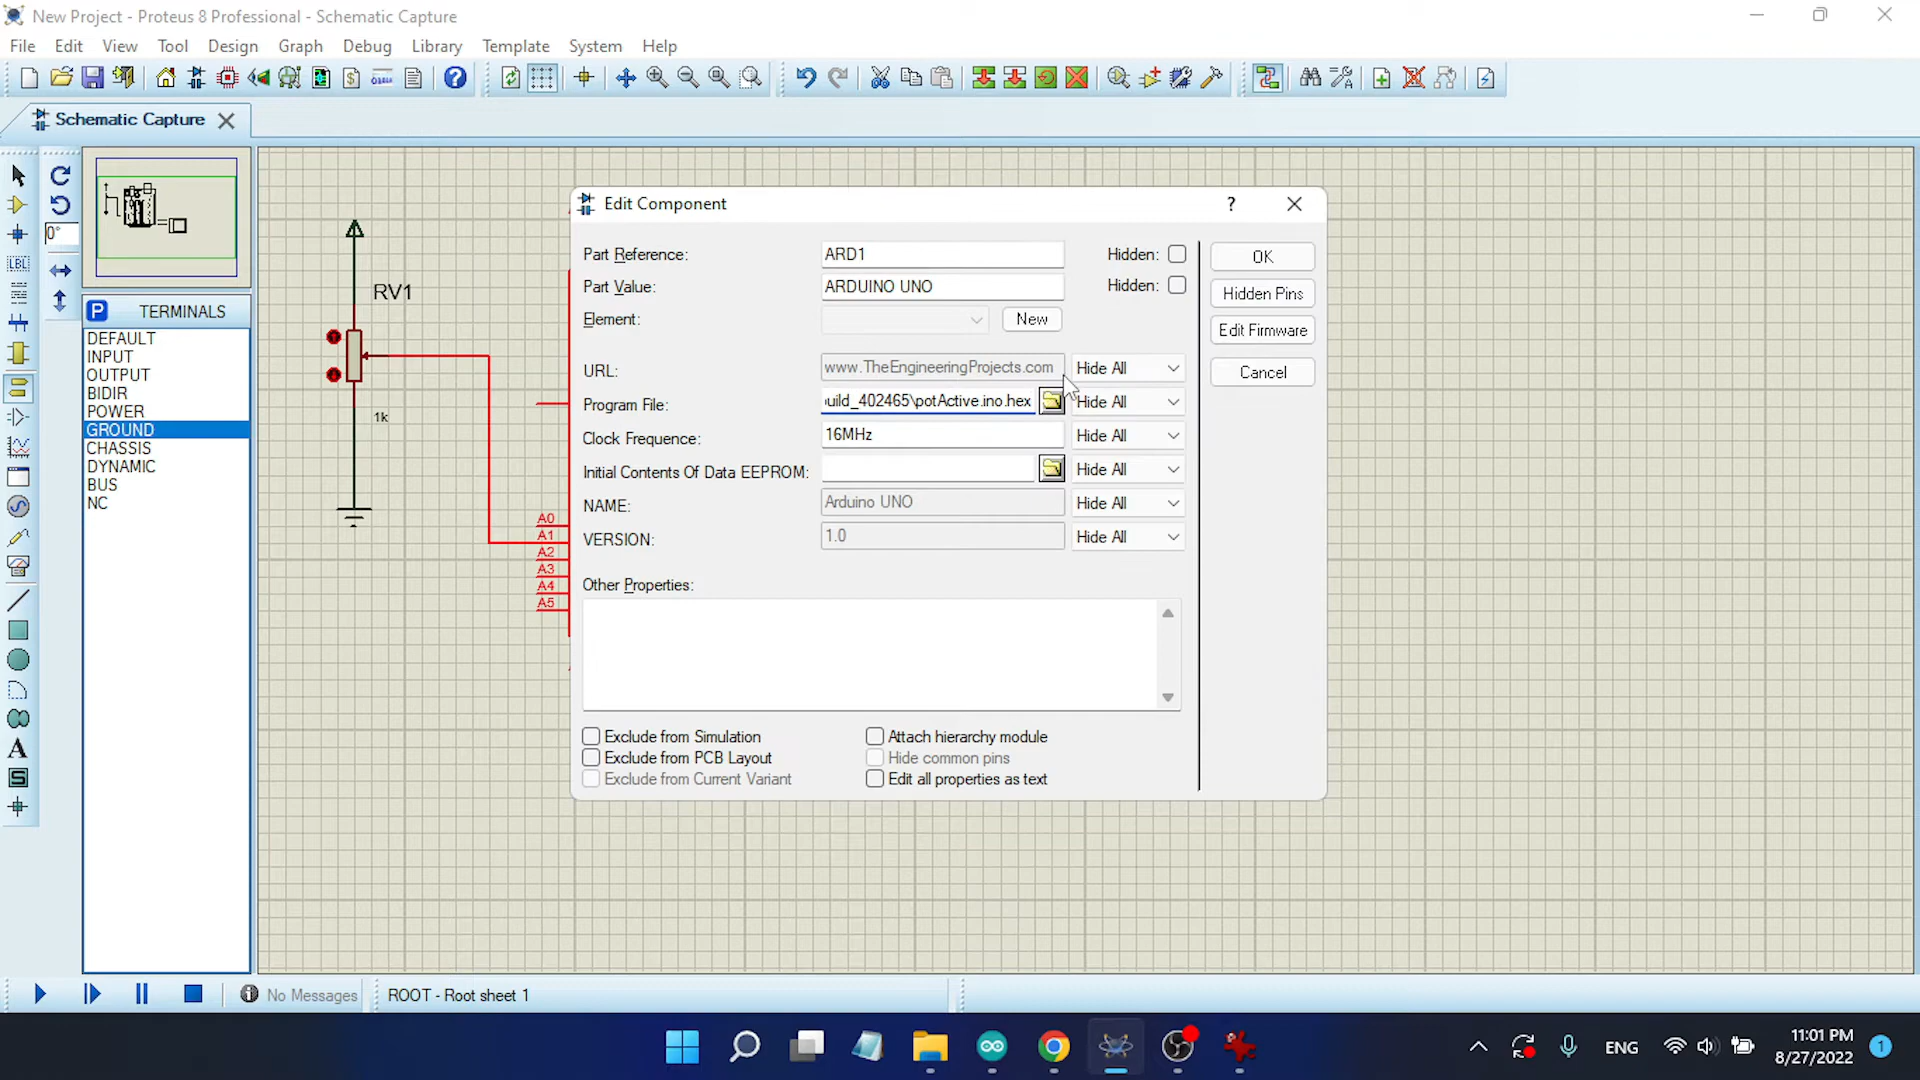 New Project - Proteus 8 Professional - Schematic Capture
File Edit View Tool Design Graph Debug Library Template System Help
Schematic Capture
Edit Component
?
Part Reference: ARD1 Hidden:
Part Value: ARDUINO UNO Hidden:
Element: New
URL: www.TheEngineeringProjects.com Hide All
Program File: uild_402465\potActive.ino.hex Hide All
Clock Frequency: 16MHz Hide All
Initial Contents Of Data EEPROM: Hide All
NAME: Arduino UNO Hide All
VERSION: 1.0 Hide All
Other Properties:
Exclude from Simulation
Exclude from PCB Layout
Exclude from Current Variant
Attach hierarchy module
Hide common pins
Edit all properties as text
OK
Hidden Pins
Edit Firmware
Cancel
0°
LBL
P TERMINALS
DEFAULT
INPUT
OUTPUT
BIDIR
POWER
GROUND
CHASSIS
DYNAMIC
BUS
NC
A
S
RV1
1k
A0
A1
A2
A3
A4
A5
No Messages
ROOT - Root sheet 1
ENG
11:01 PM
8/27/2022
1